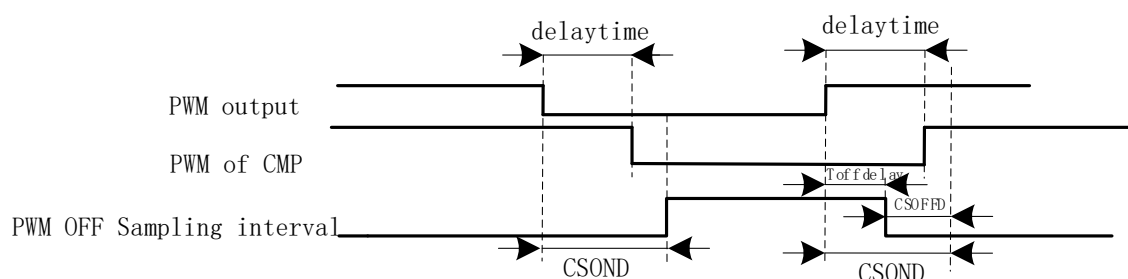 delaytime
delaytime
PWM output
PWM of CMP
Toffdelay
CSOFFD
PWM OFF Sampling interval
CSOND
CSOND